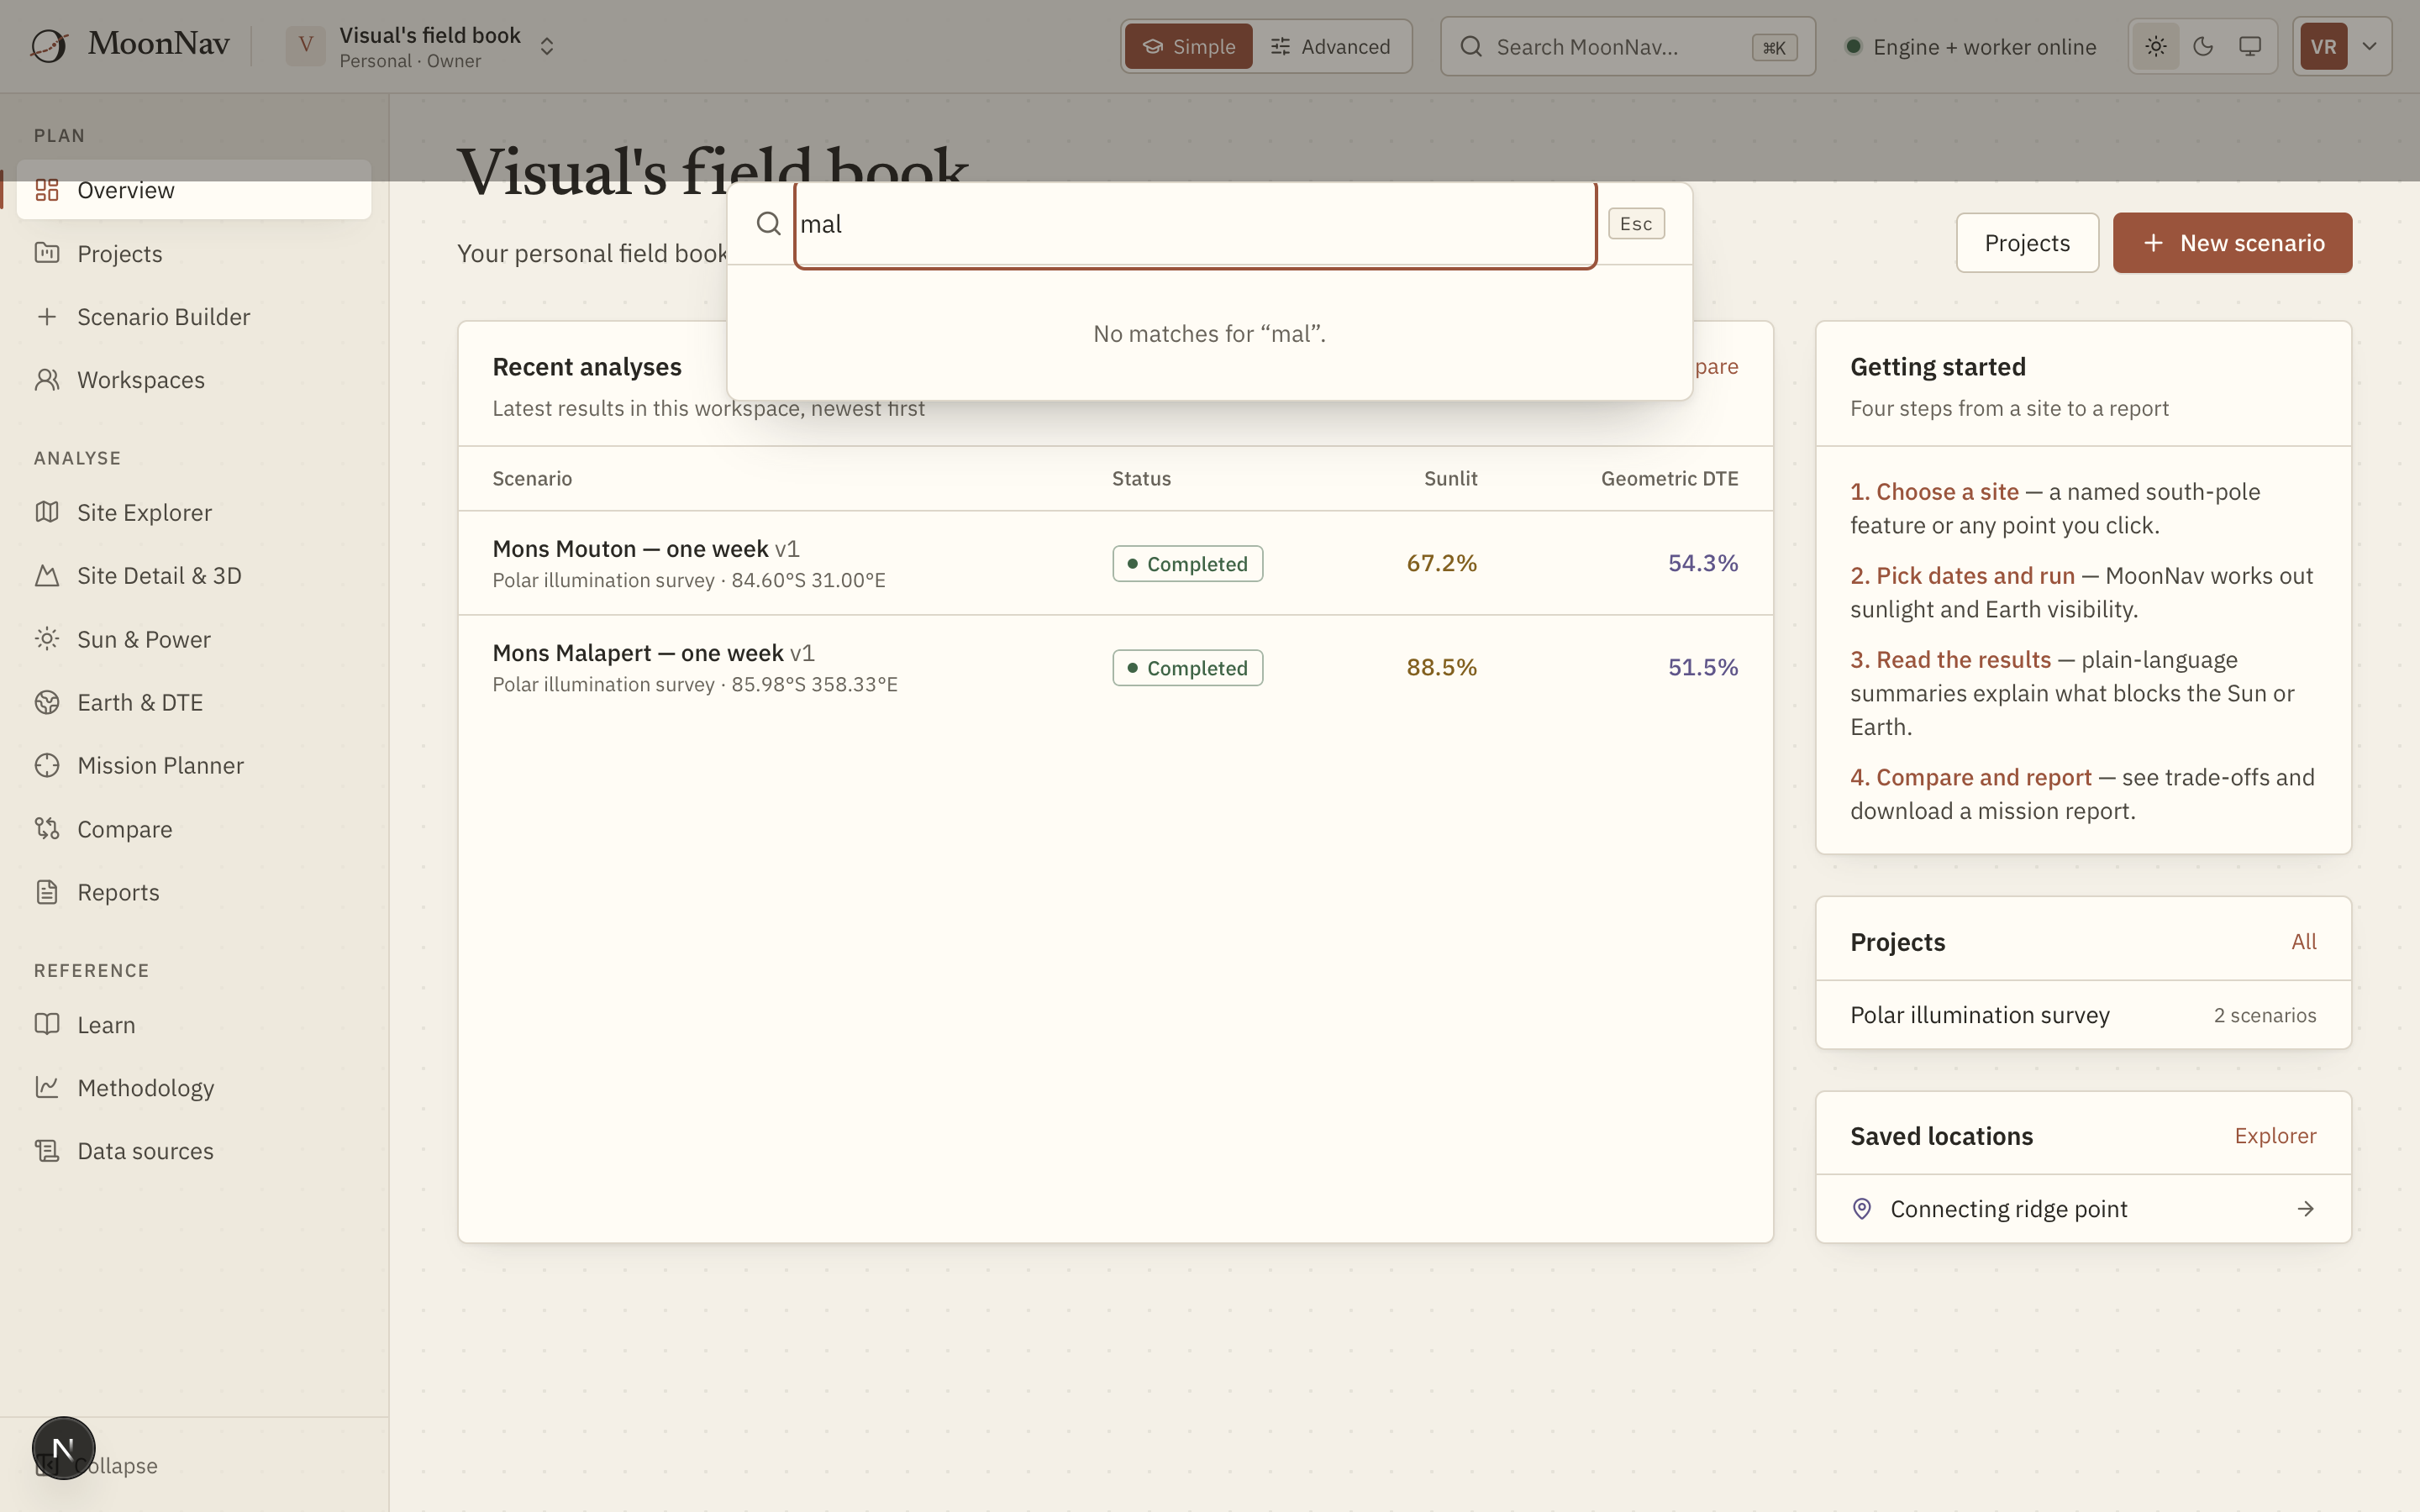 MoonNav
V
Visual's field book
Personal · Owner
Simple
Advanced
Search MoonNav...
⌘K
Engine + worker online
VR
PLAN
Overview
Projects
Scenario Builder
Workspaces
ANALYSE
Site Explorer
Site Detail & 3D
Sun & Power
Earth & DTE
Mission Planner
Compare
Reports
REFERENCE
Learn
Methodology
Data sources
N
ollapse
Visual's field book
Your personal field book
Projects
New scenario
mal
Esc
No matches for “mal”.
Recent analyses
pare
Latest results in this workspace, newest first
Scenario Status Sunlit Geometric DTE
Mons Mouton — one week v1
Polar illumination survey · 84.60°S 31.00°E
Completed
67.2%
54.3%
Mons Malapert — one week v1
Polar illumination survey · 85.98°S 358.33°E
Completed
88.5%
51.5%
Getting started
Four steps from a site to a report
1. Choose a site — a named south-pole
feature or any point you click.
2. Pick dates and run — MoonNav works out
sunlight and Earth visibility.
3. Read the results — plain-language
summaries explain what blocks the Sun or
Earth.
4. Compare and report — see trade-offs and
download a mission report.
Projects
All
Polar illumination survey
2 scenarios
Saved locations
Explorer
Connecting ridge point